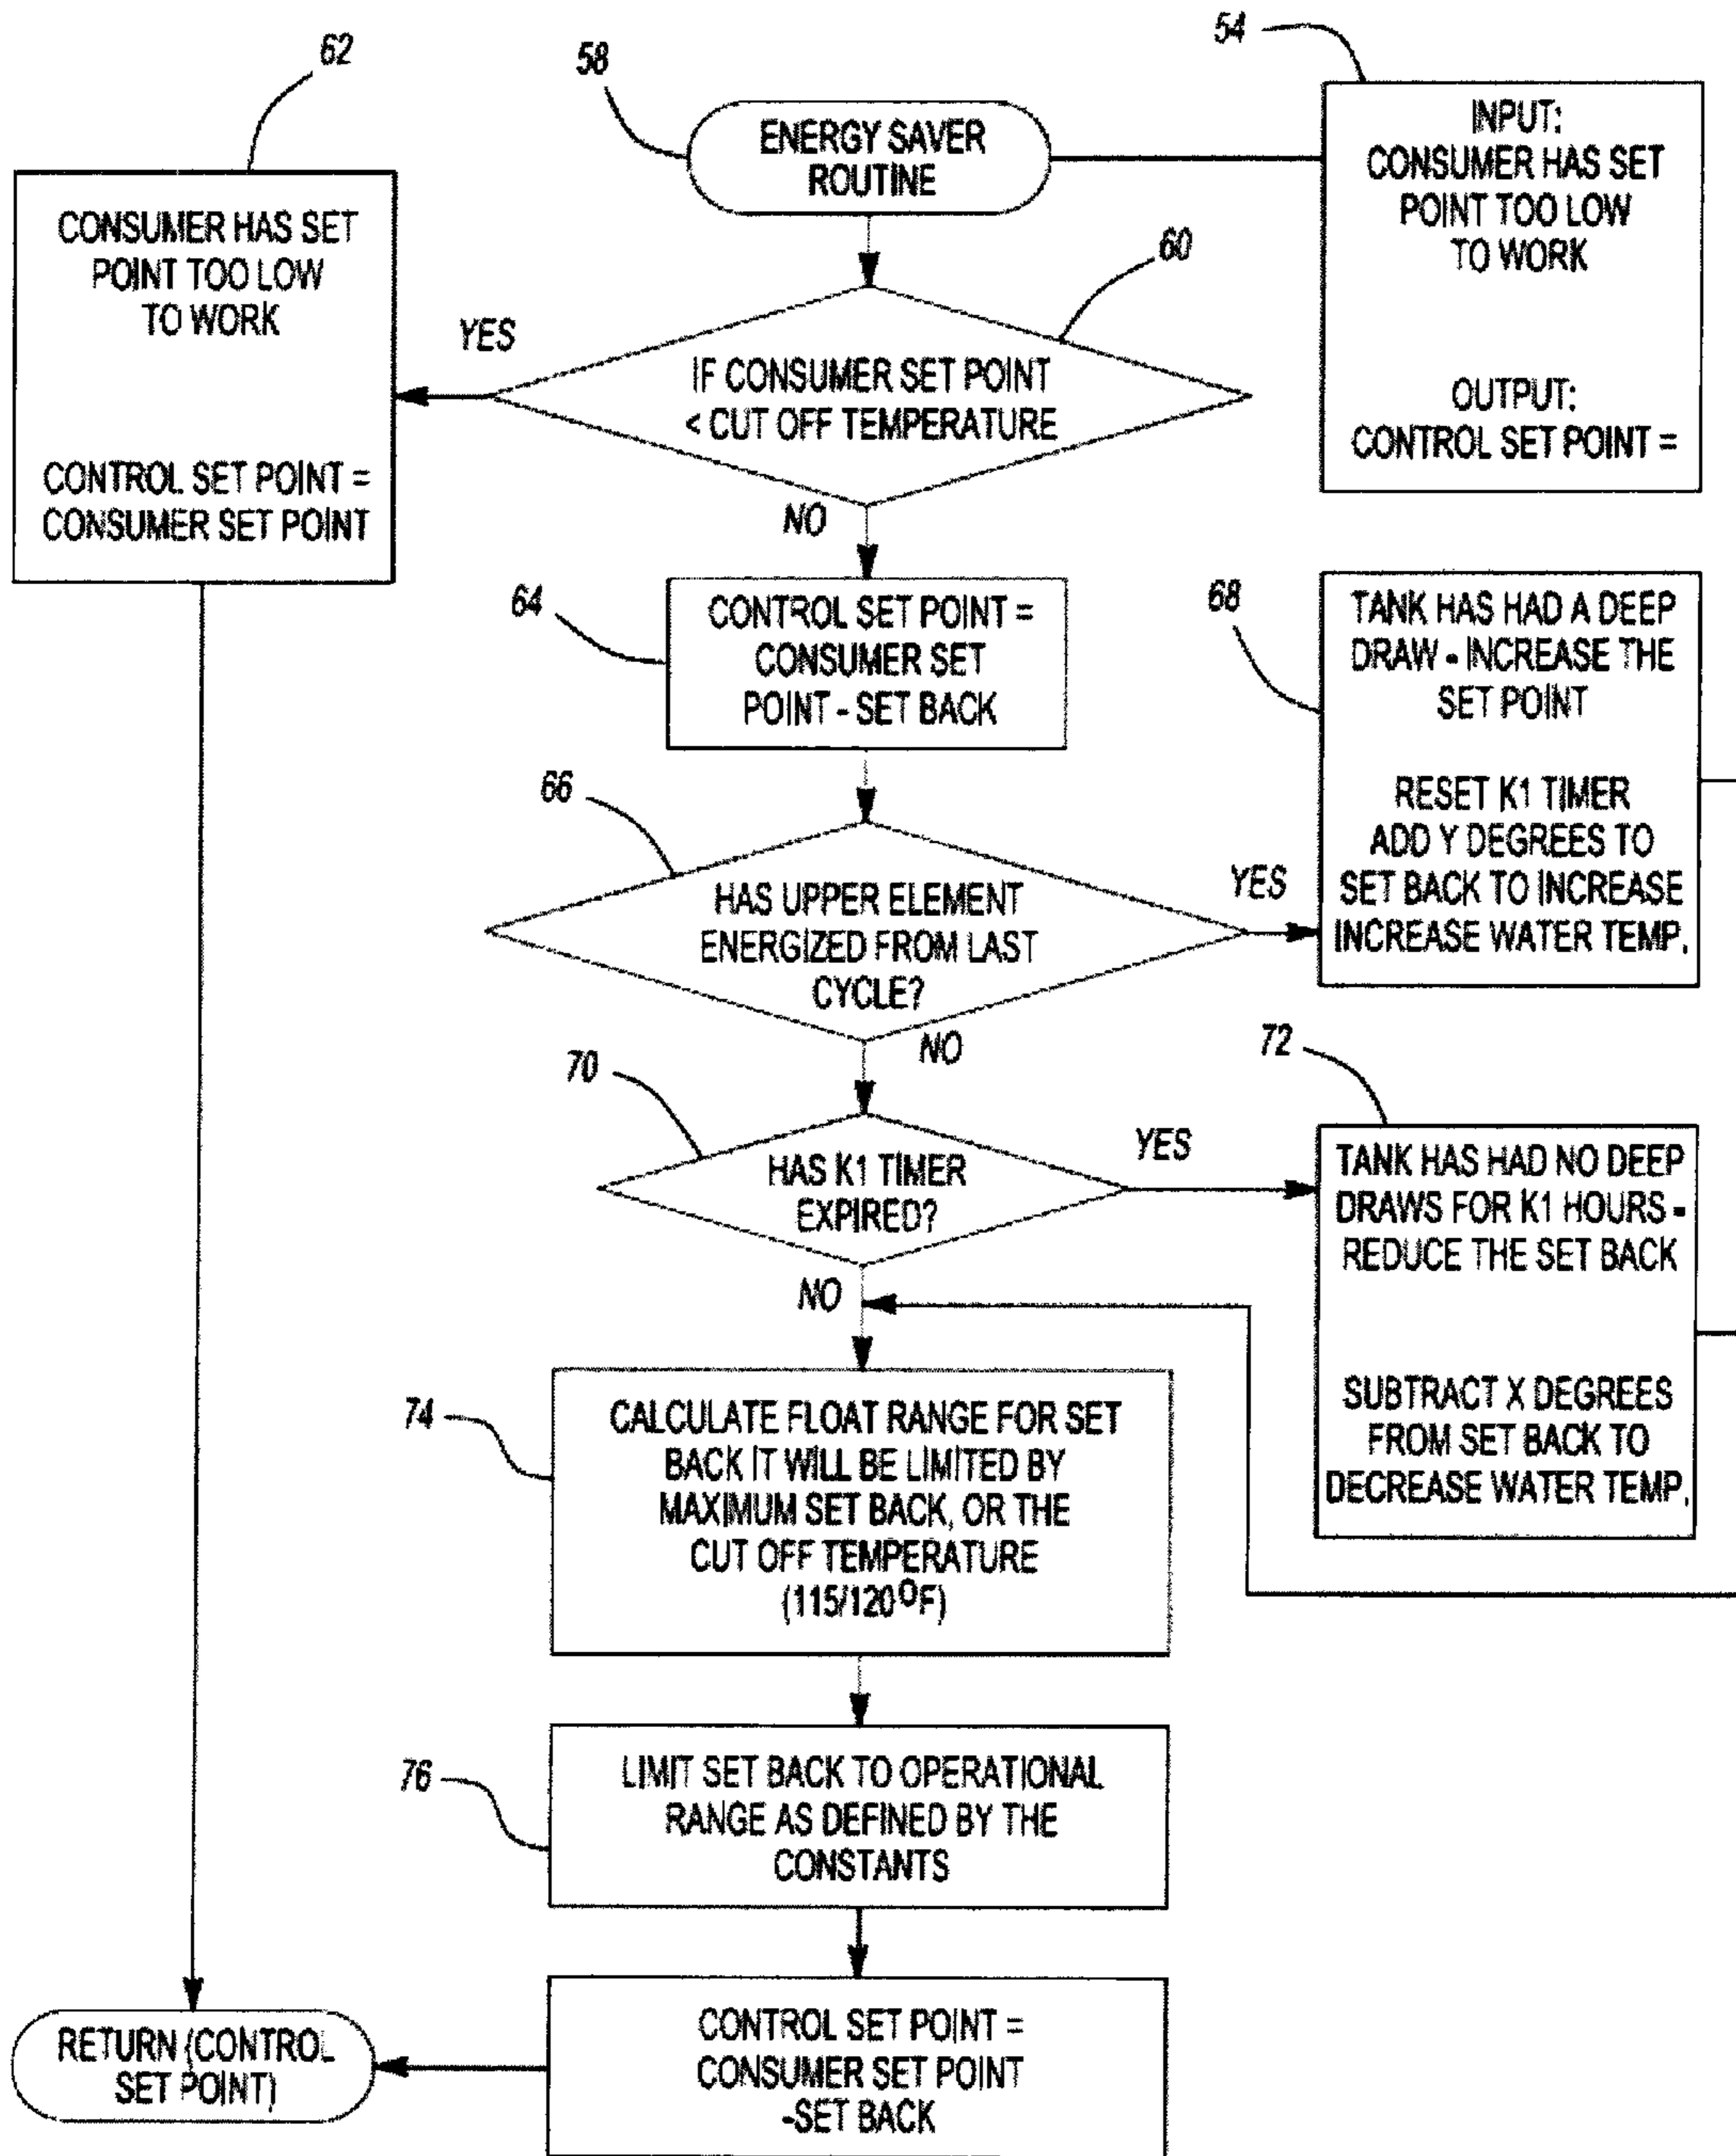 58
ENERGY SAVER
ROUTINE
54
INPUT:
CONSUMER HAS SET
POINT TOO LOW
TO WORK
OUTPUT:
CONTROL SET POINT =
60
IF CONSUMER SET POINT
< CUT OFF TEMPERATURE
YES
62
CONSUMER HAS SET
POINT TOO LOW
TO WORK
CONTROL SET POINT =
CONSUMER SET POINT
NO
64
CONTROL SET POINT =
CONSUMER SET
POINT - SET BACK
66
HAS UPPER ELEMENT
ENERGIZED FROM LAST
CYCLE?
YES
68
TANK HAS HAD A DEEP
DRAW - INCREASE THE
SET POINT
RESET K1 TIMER
ADD Y DEGREES TO
SET BACK TO INCREASE
INCREASE WATER TEMP.
NO
70
HAS K1 TIMER
EXPIRED?
YES
72
TANK HAS HAD NO DEEP
DRAWS FOR K1 HOURS -
REDUCE THE SET BACK
SUBTRACT X DEGREES
FROM SET BACK TO
DECREASE WATER TEMP.
NO
74
CALCULATE FLOAT RANGE FOR SET
BACK IT WILL BE LIMITED BY
MAXIMUM SET BACK, OR THE
CUT OFF TEMPERATURE
(115/120ºF)
76
LIMIT SET BACK TO OPERATIONAL
RANGE AS DEFINED BY THE
CONSTANTS
CONTROL SET POINT =
CONSUMER SET POINT
-SET BACK
RETURN (CONTROL
SET POINT)